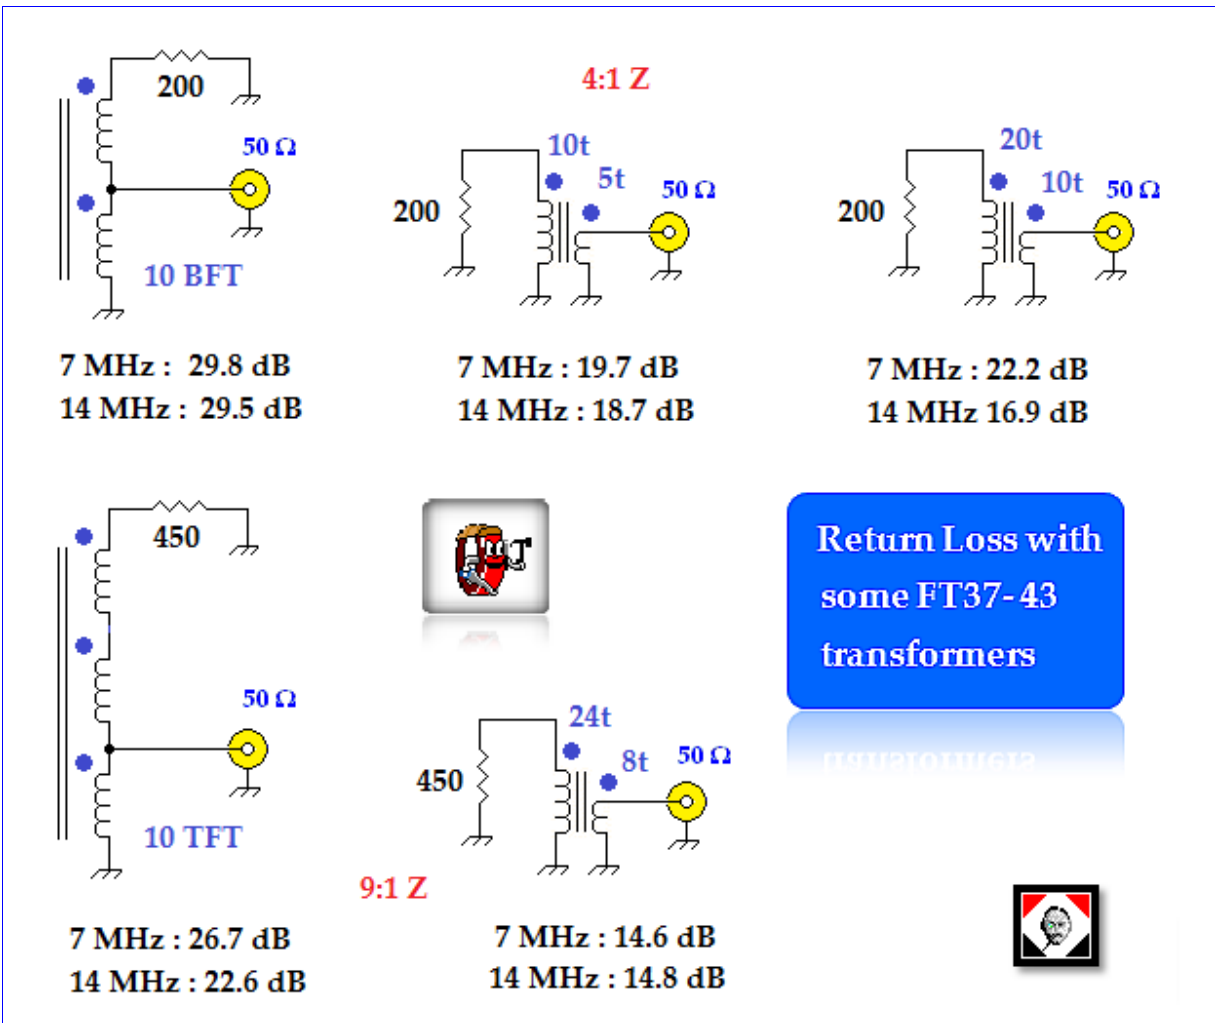 200
50 Ω
10 BFT
7 MHz : 29.8 dB
14 MHz : 29.5 dB
4:1 Z
10t
5t
50 Ω
200
7 MHz : 19.7 dB
14 MHz : 18.7 dB
20t
10t
50 Ω
200
7 MHz : 22.2 dB
14 MHz 16.9 dB
450
50 Ω
10 TFT
7 MHz : 26.7 dB
14 MHz : 22.6 dB
9:1 Z
24t
8t
50 Ω
450
7 MHz : 14.6 dB
14 MHz : 14.8 dB
Return Loss with
some FT37-43
transformers